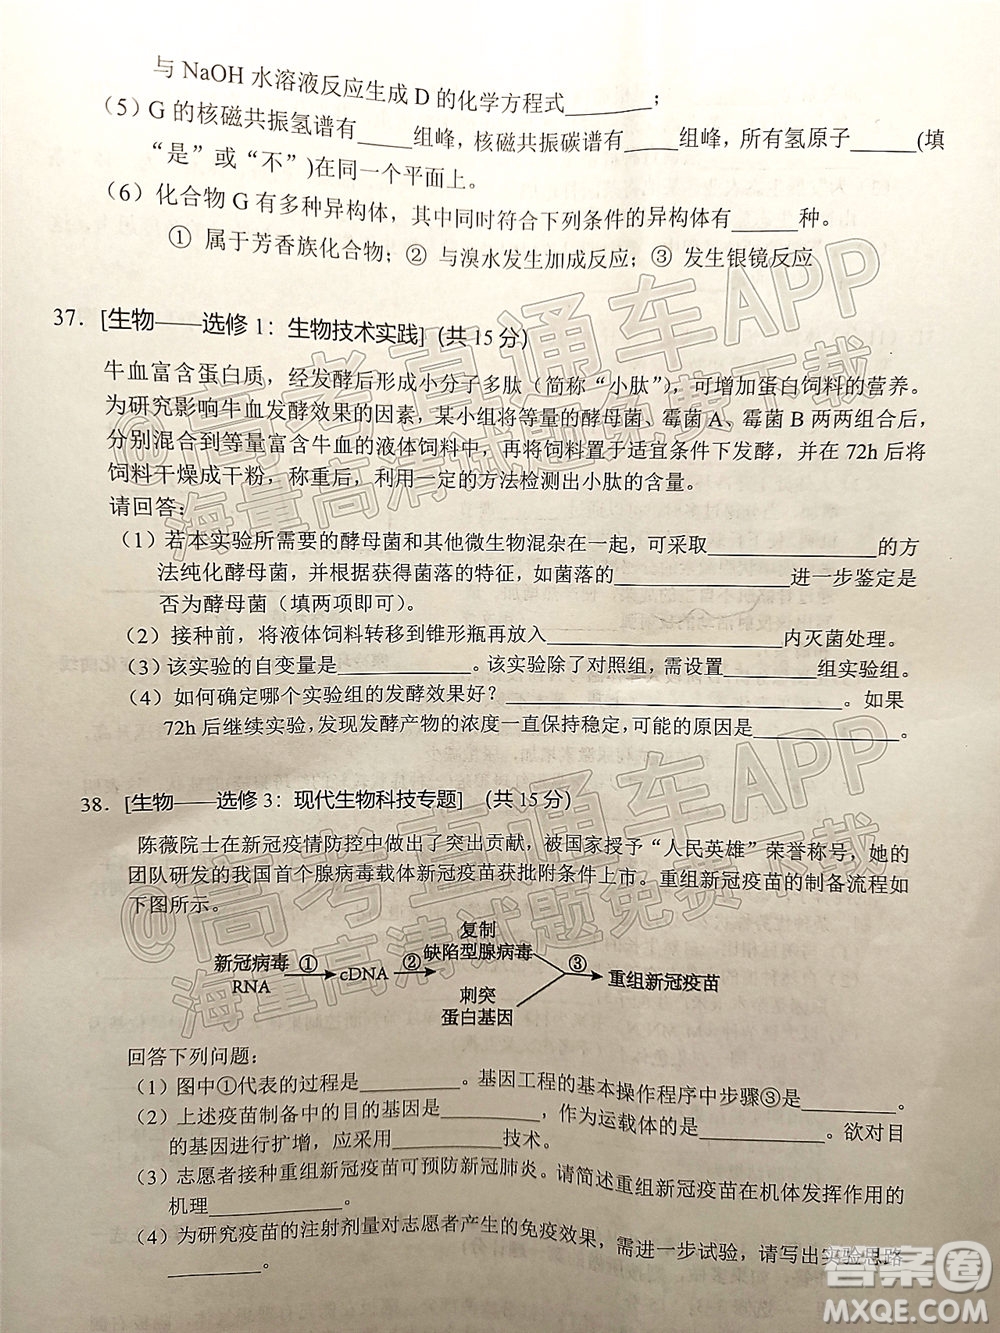 与 NaOH 水溶液反应生成 D 的化学方程式________；
（5）G 的核磁共振氢谱有_____组峰，核磁共振碳谱有_____组峰，所有氢原子______(填
“是”或“不”)在同一个平面上。
（6）化合物 G 有多种异构体，其中同时符合下列条件的异构体有______种。
① 属于芳香族化合物；② 与溴水发生加成反应；③ 发生银镜反应
37．[生物——选修 1：生物技术实践]（共 15 分）
牛血富含蛋白质，经发酵后形成小分子多肽（简称“小肽”），可增加蛋白饲料的营养。
为研究影响牛血发酵效果的因素，某小组将等量的酵母菌、霉菌 A、霉菌 B 两两组合后，
分别混合到等量富含牛血的液体饲料中，再将饲料置于适宜条件下发酵，并在 72h 后将
饲料干燥成干粉，称重后，利用一定的方法检测出小肽的含量。
请回答：
（1）若本实验所需要的酵母菌和其他微生物混杂在一起，可采取______________的方
法纯化酵母菌，并根据获得菌落的特征，如菌落的______________进一步鉴定是
否为酵母菌（填两项即可）。
（2）接种前，将液体饲料转移到锥形瓶再放入__________________内灭菌处理。
（3）该实验的自变量是__________。该实验除了对照组，需设置________组实验组。
（4）如何确定哪个实验组的发酵效果好？____________________________。如果
72h 后继续实验，发现发酵产物的浓度一直保持稳定，可能的原因是____________。
38．[生物——选修 3：现代生物科技专题]　（共 15 分）
陈薇院士在新冠疫情防控中做出了突出贡献，被国家授予“人民英雄”荣誉称号，她的
团队研发的我国首个腺病毒载体新冠疫苗获批附条件上市。重组新冠疫苗的制备流程如
下图所示。
复制
缺陷型腺病毒
新冠病毒 RNA ① cDNA ② ③ 重组新冠疫苗
刺突
蛋白基因
回答下列问题：
（1）图中①代表的过程是__________。基因工程的基本操作程序中步骤③是_________。
（2）上述疫苗制备中的目的基因是__________，作为运载体的是__________。欲对目
的基因进行扩增，应采用__________技术。
（3）志愿者接种重组新冠疫苗可预防新冠肺炎。请简述重组新冠疫苗在机体发挥作用的
机理____________。
（4）为研究疫苗的注射剂量对志愿者产生的免疫效果，需进一步试验，请写出实验思路
________。
@高考直通车APP
海量高清试题免费下载
@高考直通车APP
海量高清试题免费下载
答案圈
MXQE.COM